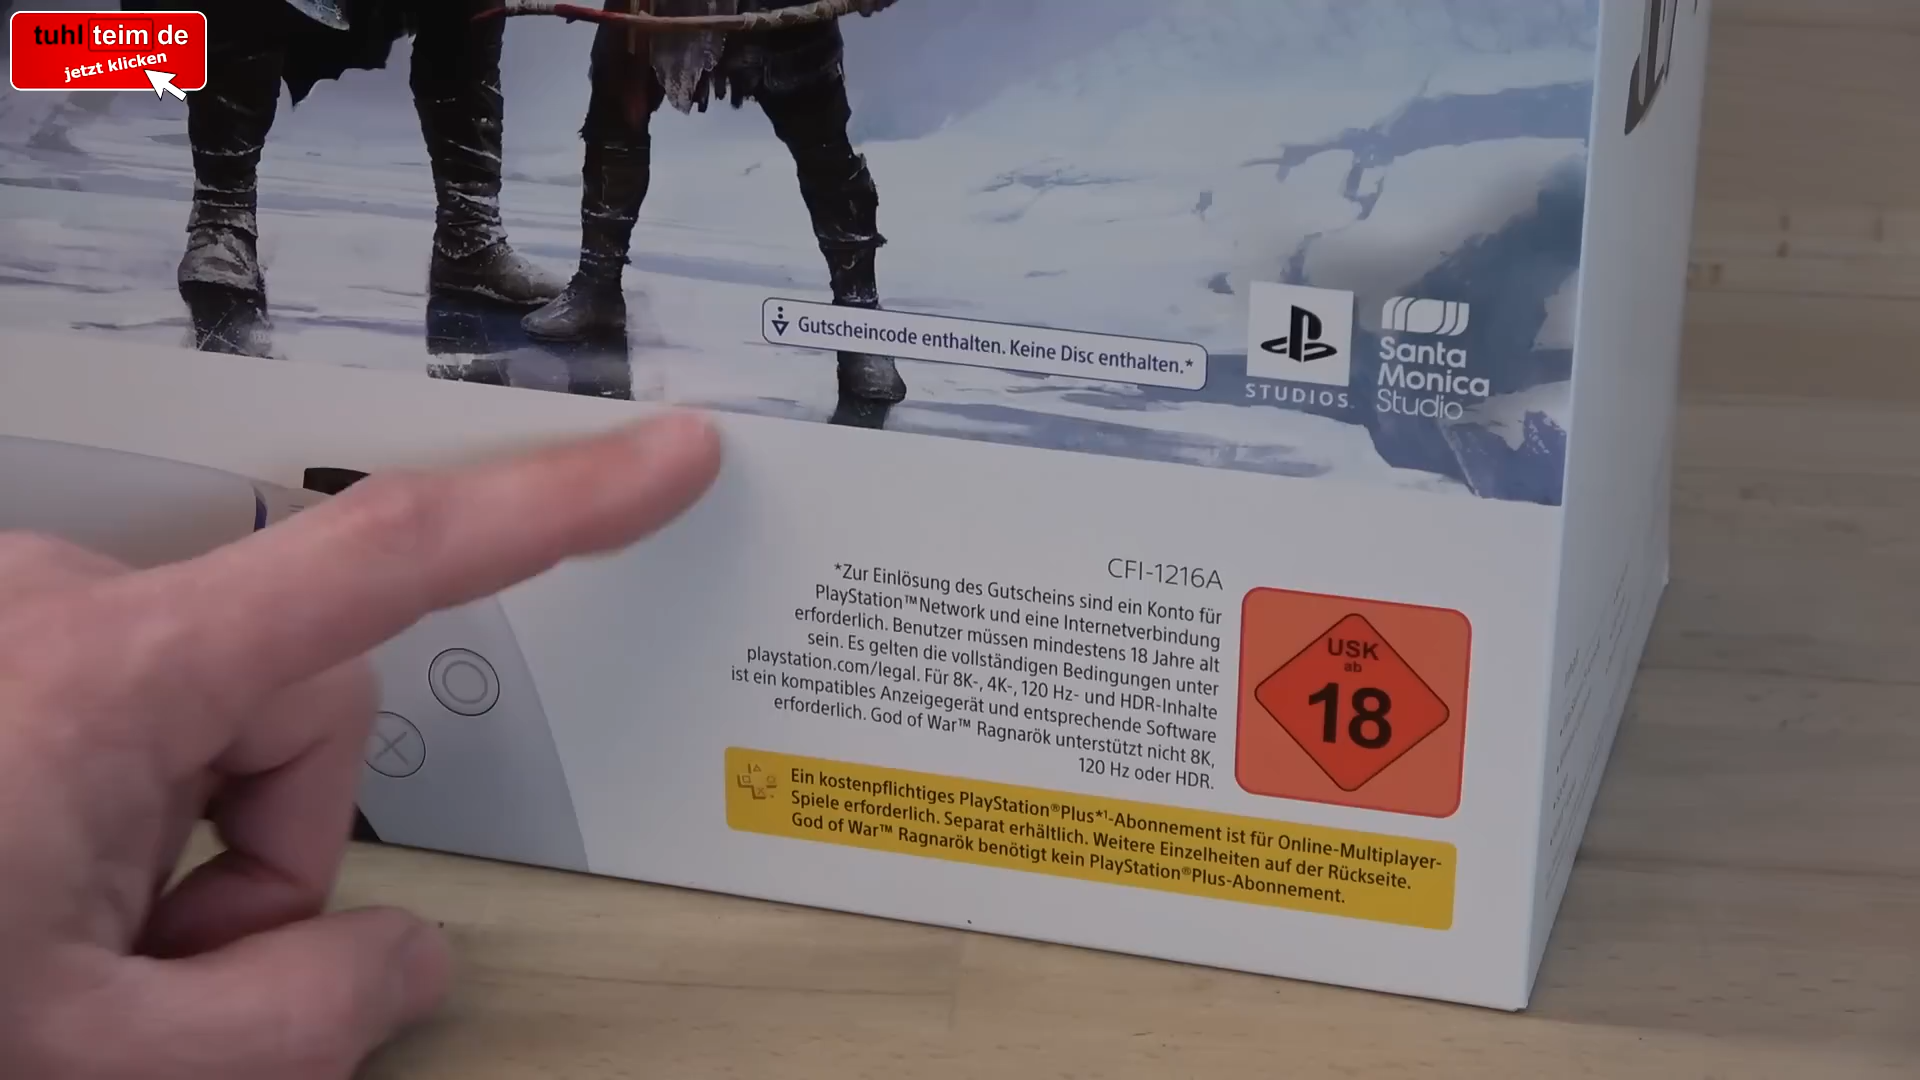 tuhl teim de
jetzt klicken
Gutscheincode enthalten. Keine Disc enthalten.*
STUDIOS
Santa
Monica
Studio
CFI-1216A
*Zur Einlösung des Gutscheins sind ein Konto für
PlayStation™Network und eine Internetverbindung
erforderlich. Benutzer müssen mindestens 18 Jahre alt
sein. Es gelten die vollständigen Bedingungen unter
playstation.com/legal. Für 8K-, 4K-, 120 Hz- und HDR-Inhalte
ist ein kompatibles Anzeigegerät und entsprechende Software
erforderlich. God of War™ Ragnarök unterstützt nicht 8K,
120 Hz oder HDR.
USK
ab
18
Ein kostenpflichtiges PlayStation®Plus*¹-Abonnement ist für Online-Multiplayer-
Spiele erforderlich. Separat erhältlich. Weitere Einzelheiten auf der Rückseite.
God of War™ Ragnarök benötigt kein PlayStation®Plus-Abonnement.